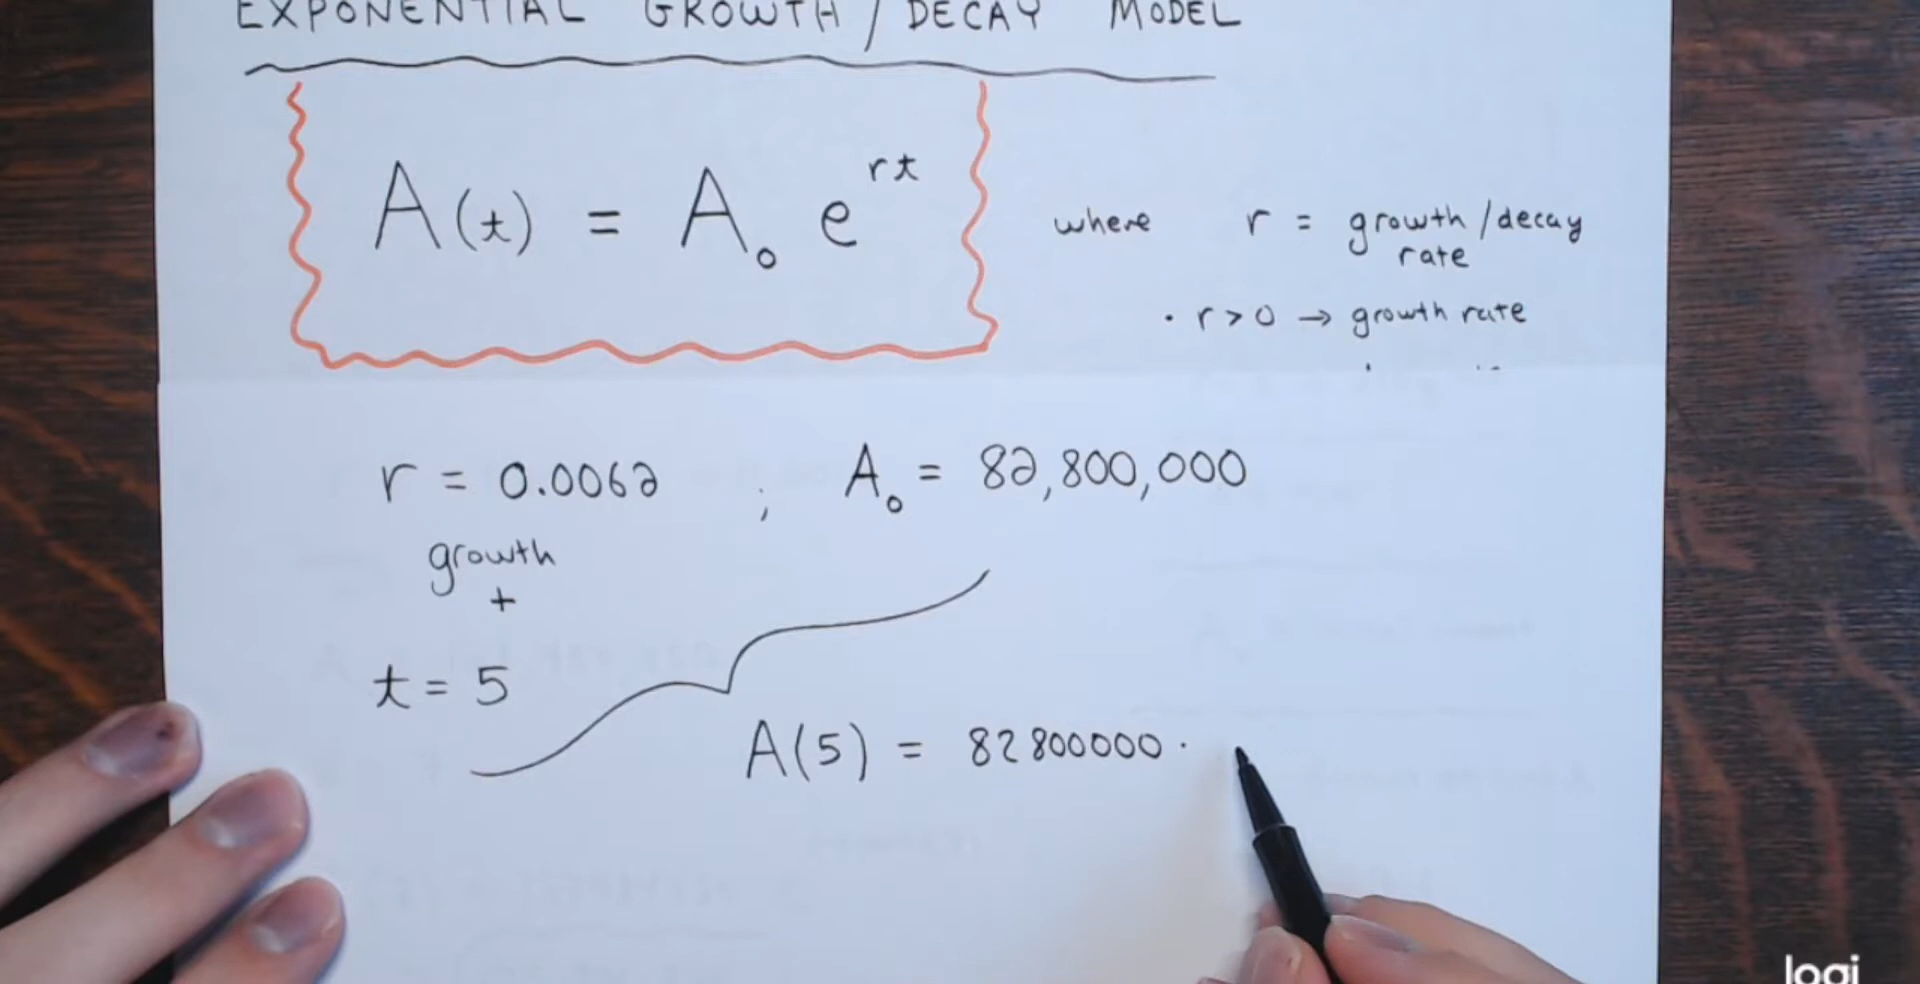 EXPONENTIAL GROWTH / DECAY MODEL
A(t) = A₀ e^rt
where r = growth/decay rate
• r > 0 → growth rate
r = 0.0062 ; A₀ = 82,800,000
growth
+
t = 5
A(5) = 82800000 ·
logi